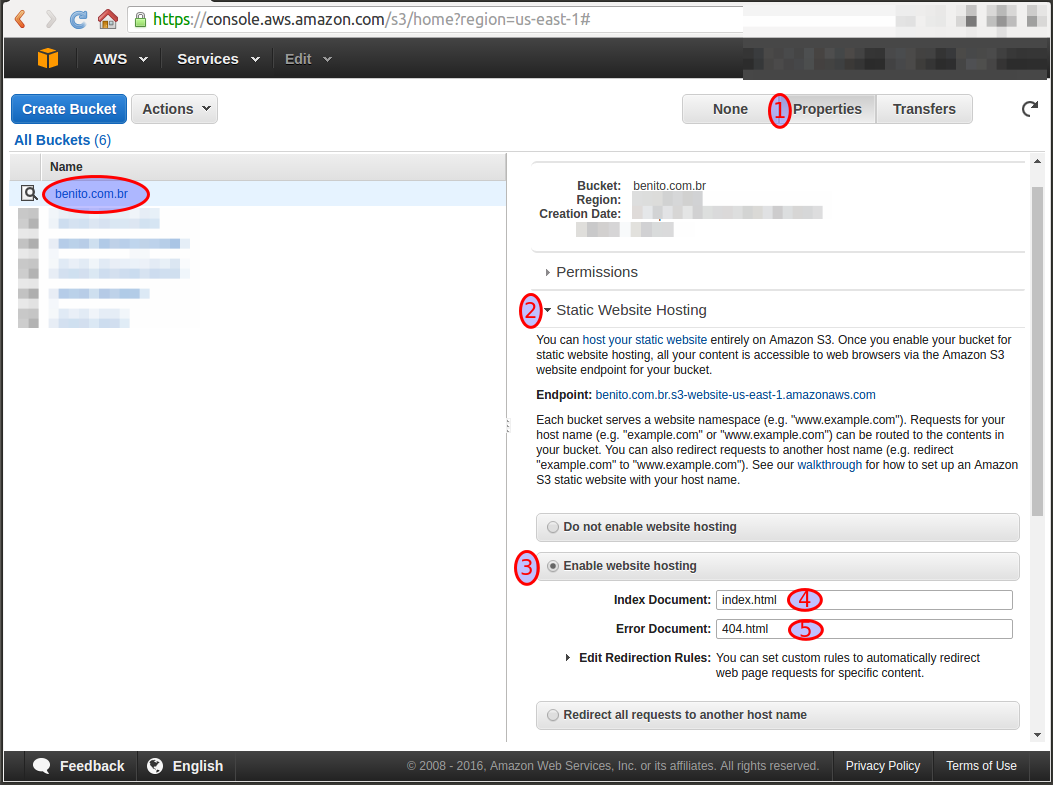 https://console.aws.amazon.com/s3/home?region=us-east-1#
AWS Services Edit
Create Bucket Actions None 1 Properties Transfers
All Buckets (6)
Name
benito.com.br
Bucket: benito.com.br
Region:
Creation Date:
Permissions
2 Static Website Hosting
You can host your static website entirely on Amazon S3. Once you enable your bucket for
static website hosting, all your content is accessible to web browsers via the Amazon S3
website endpoint for your bucket.
Endpoint: benito.com.br.s3-website-us-east-1.amazonaws.com
Each bucket serves a website namespace (e.g. "www.example.com"). Requests for your
host name (e.g. "example.com" or "www.example.com") can be routed to the contents in
your bucket. You can also redirect requests to another host name (e.g. redirect
"example.com" to "www.example.com"). See our walkthrough for how to set up an Amazon
S3 static website with your host name.
Do not enable website hosting
3 Enable website hosting
Index Document: index.html 4
Error Document: 404.html 5
Edit Redirection Rules: You can set custom rules to automatically redirect
web page requests for specific content.
Redirect all requests to another host name
Feedback English © 2008 - 2016, Amazon Web Services, Inc. or its affiliates. All rights reserved. Privacy Policy Terms of Use